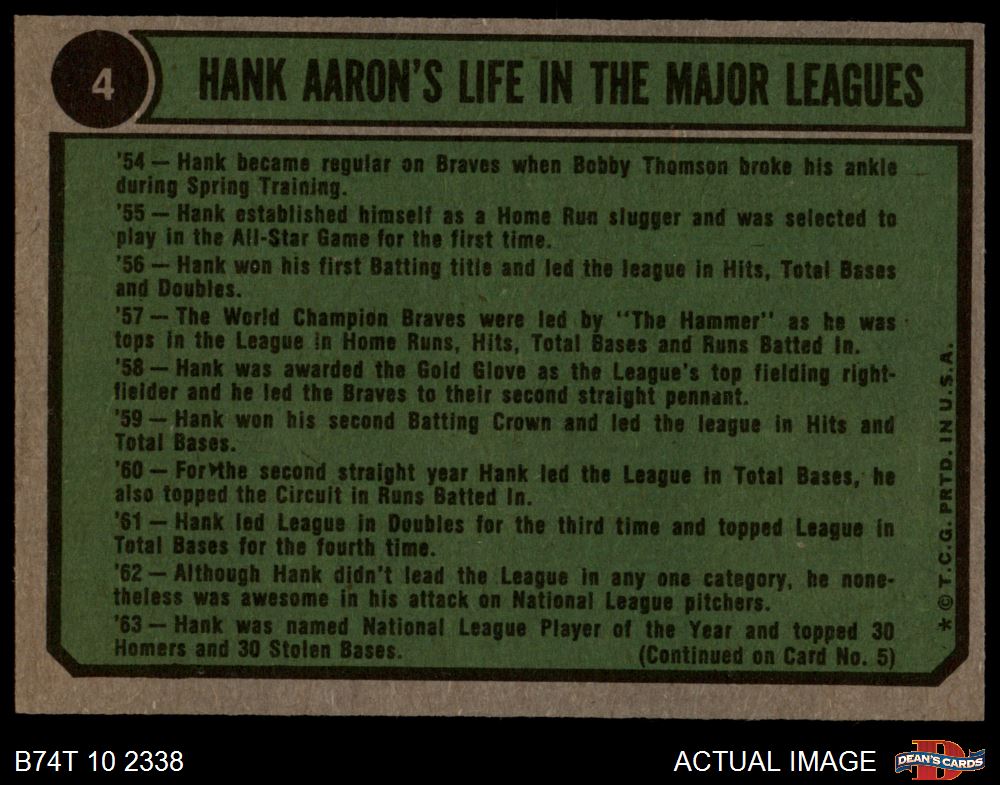 4
HANK AARON'S LIFE IN THE MAJOR LEAGUES
'54 — Hank became regular on Braves when Bobby Thomson broke his ankle
during Spring Training.
'55 — Hank established himself as a Home Run slugger and was selected to
play in the All-Star Game for the first time.
'56 — Hank won his first Batting title and led the league in Hits, Total Bases
and Doubles.
'57 — The World Champion Braves were led by "The Hammer" as he was
tops in the League in Home Runs, Hits, Total Bases and Runs Batted In.
'58 — Hank was awarded the Gold Glove as the League's top fielding right-
fielder and he led the Braves to their second straight pennant.
'59 — Hank won his second Batting Crown and led the league in Hits and
Total Bases.
'60 — For the second straight year Hank led the League in Total Bases, he
also topped the Circuit in Runs Batted In.
'61 — Hank led League in Doubles for the third time and topped League in
Total Bases for the fourth time.
'62 — Although Hank didn't lead the League in any one category, he none-
theless was awesome in his attack on National League pitchers.
'63 — Hank was named National League Player of the Year and topped 30
Homers and 30 Stolen Bases.
(Continued on Card No. 5)
* © T.C.G. PRTD. IN U.S.A.
B74T 10 2338
ACTUAL IMAGE
D
DEAN'S CARDS